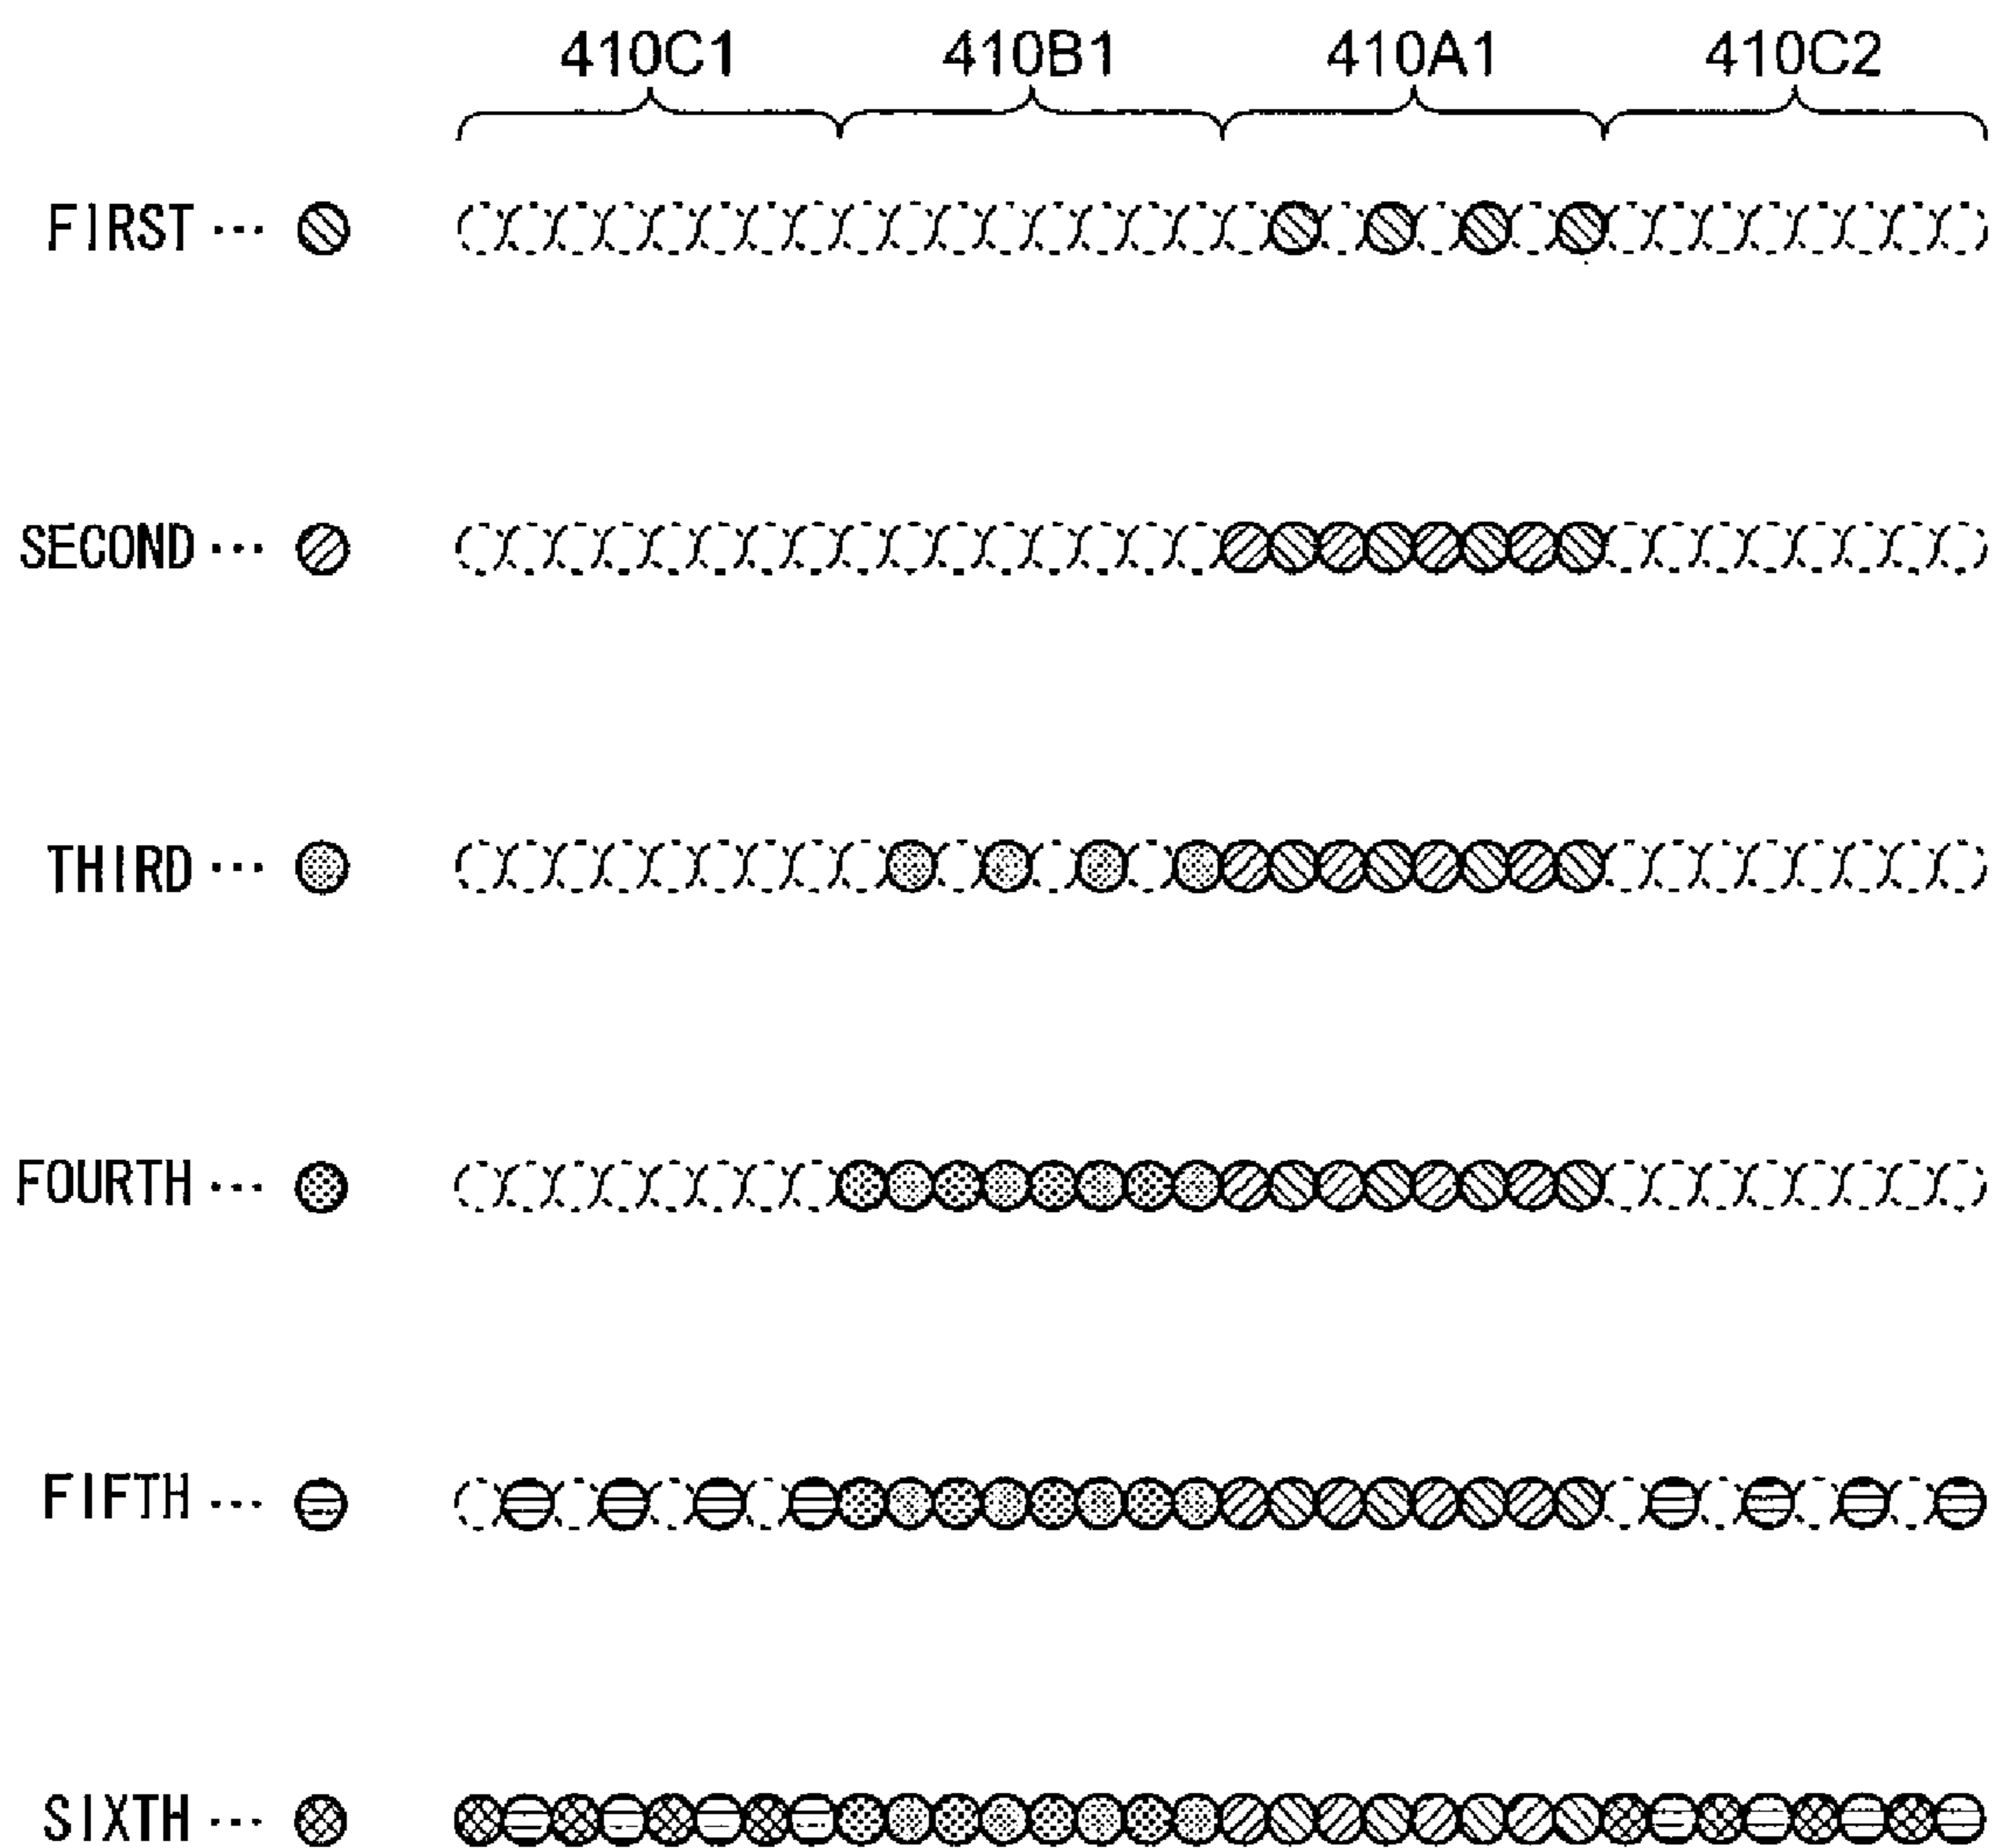 410C1 410B1 410A1 410C2
FIRST ···
SECOND ···
THIRD ···
FOURTH ···
FIFTH ···
SIXTH ···